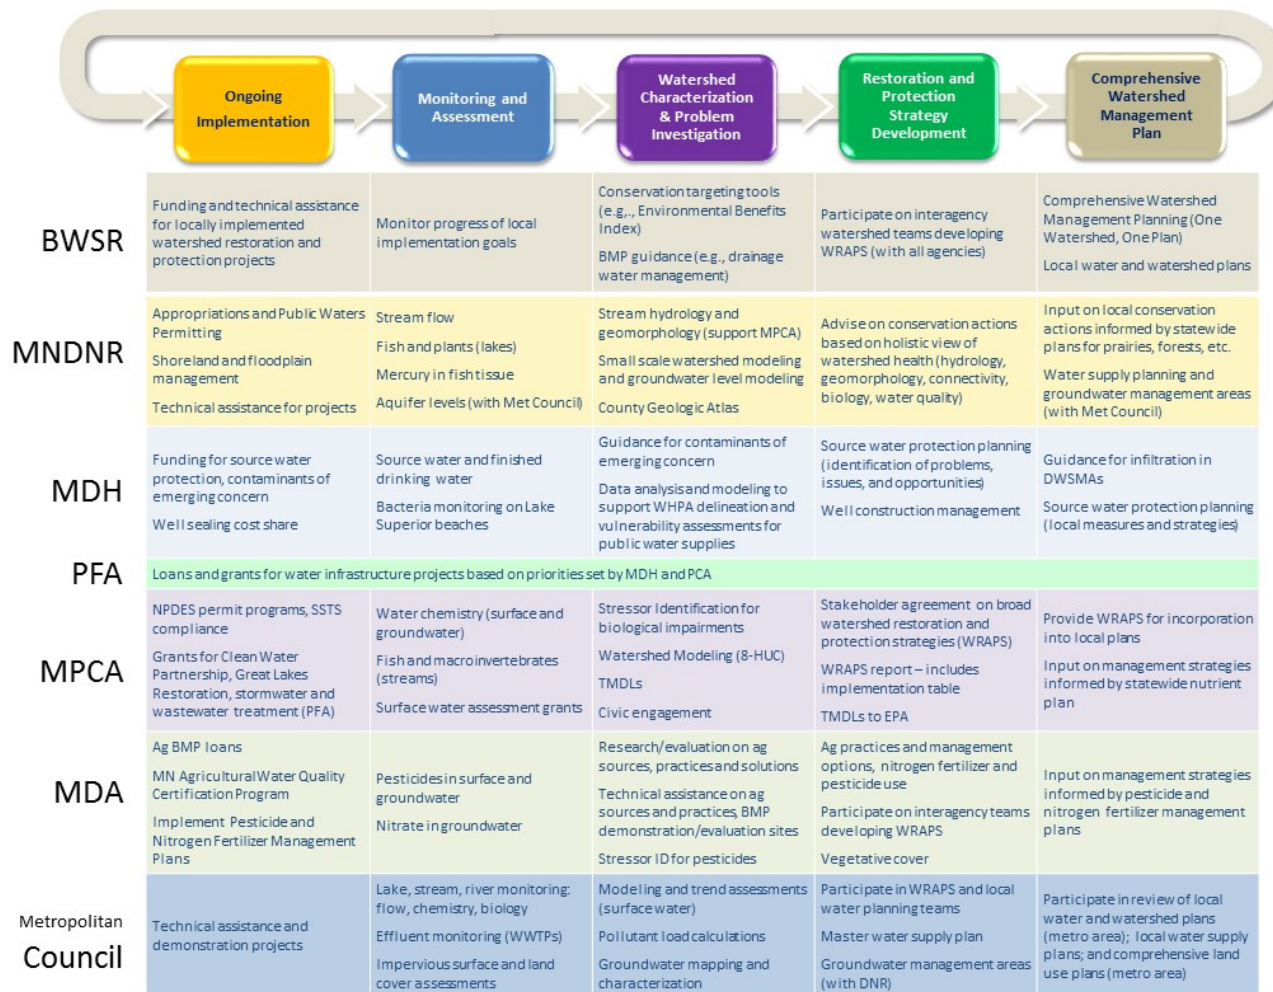 Ongoing
Implementation
Monitoring and
Assessment
Watershed
Characterization
& Problem
Investigation
Restoration and
Protection
Strategy
Development
Comprehensive
Watershed
Management
Plan
BWSR
Funding and technical assistance
for locally implemented
watershed restoration and
protection projects
Monitor progress of local
implementation goals
Conservation targeting tools
(e.g,., Environmental Benefits
Index)
BMP guidance (e.g., drainage
water management)
Participate on interagency
watershed teams developing
WRAPS (with all agencies)
Comprehensive Watershed
Management Planning (One
Watershed, One Plan)
Local water and watershed plans
MNDNR
Appropriations and Public Waters
Permitting
Shoreland and floodplain
management
Technical assistance for projects
Stream flow
Fish and plants (lakes)
Mercury in fish tissue
Aquifer levels (with Met Council)
Stream hydrology and
geomorphology (support MPCA)
Small scale watershed modeling
and groundwater level modeling
County Geologic Atlas
Advise on conservation actions
based on holistic view of
watershed health (hydrology,
geomorphology, connectivity,
biology, water quality)
Input on local conservation
actions informed by statewide
plans for prairies, forests, etc.
Water supply planning and
groundwater management areas
(with Met Council)
MDH
Funding for source water
protection, contaminants of
emerging concern
Well sealing cost share
Source water and finished
drinking water
Bacteria monitoring on Lake
Superior beaches
Guidance for contaminants of
emerging concern
Data analysis and modeling to
support WHPA delineation and
vulnerability assessments for
public water supplies
Source water protection planning
(identification of problems,
issues, and opportunities)
Well construction management
Guidance for infiltration in
DWSMAs
Source water protection planning
(local measures and strategies)
PFA
Loans and grants for water infrastructure projects based on priorities set by MDH and PCA
MPCA
NPDES permit programs, SSTS
compliance
Grants for Clean Water
Partnership, Great Lakes
Restoration, stormwater and
wastewater treatment (PFA)
Water chemistry (surface and
groundwater)
Fish and macroinvertebrates
(streams)
Surface water assessment grants
Stressor Identification for
biological impairments
Watershed Modeling (8-HUC)
TMDLs
Civic engagement
Stakeholder agreement on broad
watershed restoration and
protection strategies (WRAPS)
WRAPS report – includes
implementation table
TMDLs to EPA
Provide WRAPS for incorporation
into local plans
Input on management strategies
informed by statewide nutrient
plan
MDA
Ag BMP loans
MN Agricultural Water Quality
Certification Program
Implement Pesticide and
Nitrogen Fertilizer Management
Plans
Pesticides in surface and
groundwater
Nitrate in groundwater
Research/evaluation on ag
sources, practices and solutions
Technical assistance on ag
sources and practices, BMP
demonstration/evaluation sites
Stressor ID for pesticides
Ag practices and management
options, nitrogen fertilizer and
pesticide use
Participate on interagency teams
developing WRAPS
Vegetative cover
Input on management strategies
informed by pesticide and
nitrogen fertilizer management
plans
Metropolitan
Council
Technical assistance and
demonstration projects
Lake, stream, river monitoring:
flow, chemistry, biology
Effluent monitoring (WWTPs)
Impervious surface and land
cover assessments
Modeling and trend assessments
(surface water)
Pollutant load calculations
Groundwater mapping and
characterization
Participate in WRAPS and local
water planning teams
Master water supply plan
Groundwater management areas
(with DNR)
Participate in review of local
water and watershed plans
(metro area); local water supply
plans; and comprehensive land
use plans (metro area)